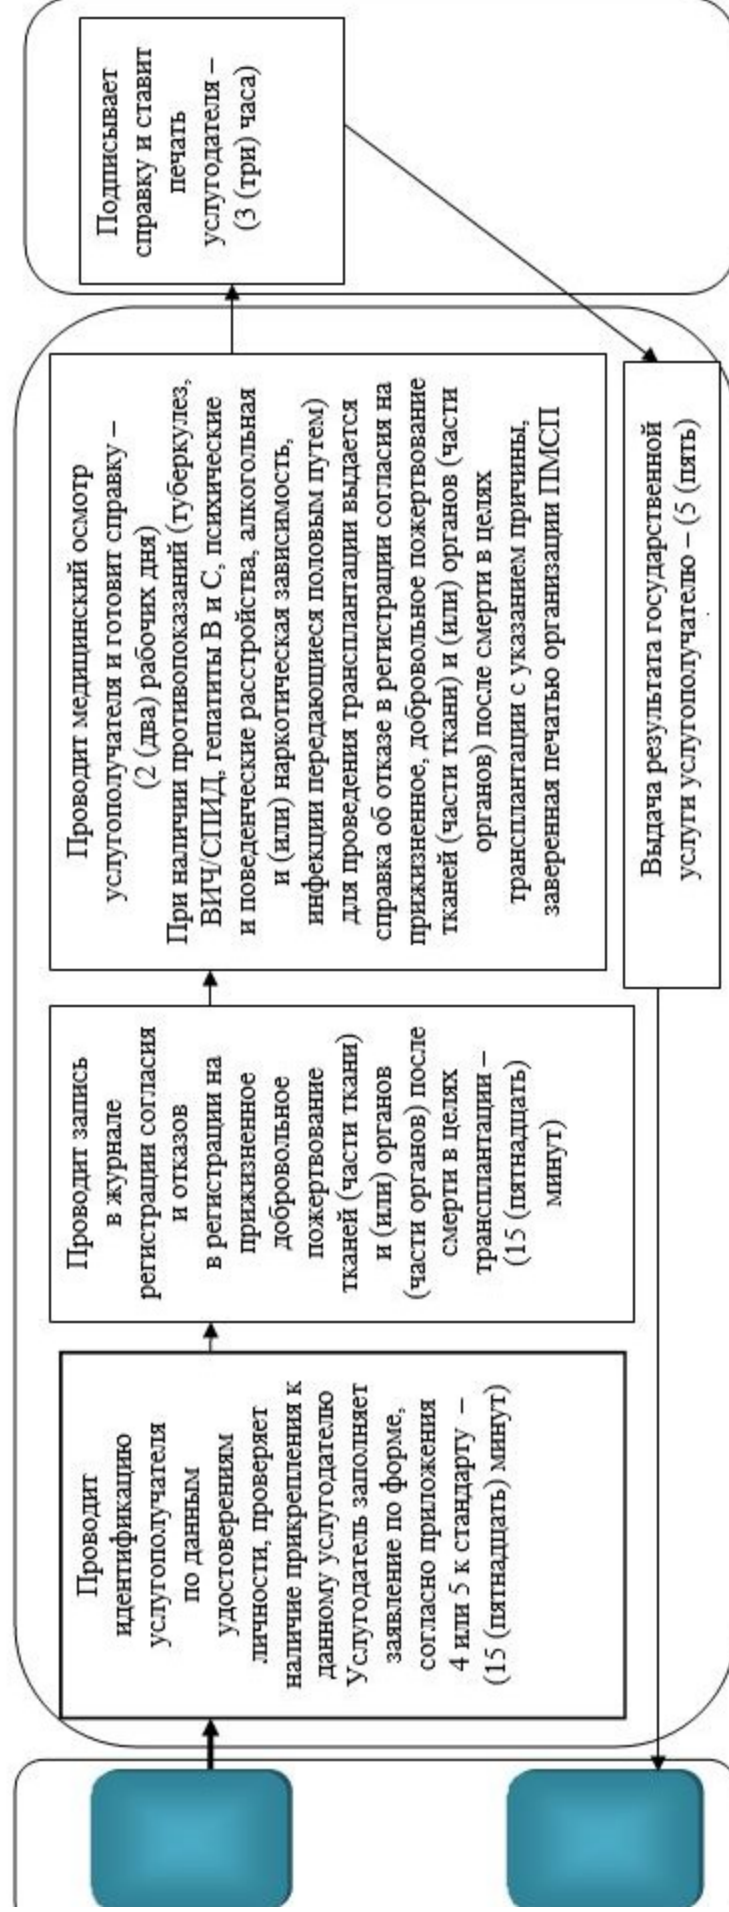 Проводит
идентификацию
услугополучателя
по данным
удостоверениям
личности, проверяет
наличие прикрепления к
данному услугодателю
Услугодатель заполняет
заявление по форме,
согласно приложения
4 или 5 к стандарту –
(15 (пятнадцать) минут)
Проводит запись
в журнале
регистрации согласия
и отказов
в регистрации на
прижизненное
добровольное
пожертвование
тканей (части ткани)
и (или) органов
(части органов) после
смерти в целях
трансплантации –
(15 (пятнадцать)
минут)
Проводит медицинский осмотр
услугополучателя и готовит справку –
(2 (два) рабочих дня)
При наличии противопоказаний (туберкулез,
ВИЧ/СПИД, гепатиты В и С, психические
и поведенческие расстройства, алкогольная
и (или) наркотическая зависимость,
инфекции передающиеся половым путем)
для проведения трансплантации выдается
справка об отказе в регистрации согласия на
прижизненное, добровольное пожертвование
тканей (части ткани) и (или) органов (части
органов) после смерти в целях
трансплантации с указанием причины,
заверенная печатью организации ПМСП
Подписывает
справку и ставит
печать
услугодателя –
(3 (три) часа)
Выдача результата государственной
услуги услугополучателю – (5 (пять)